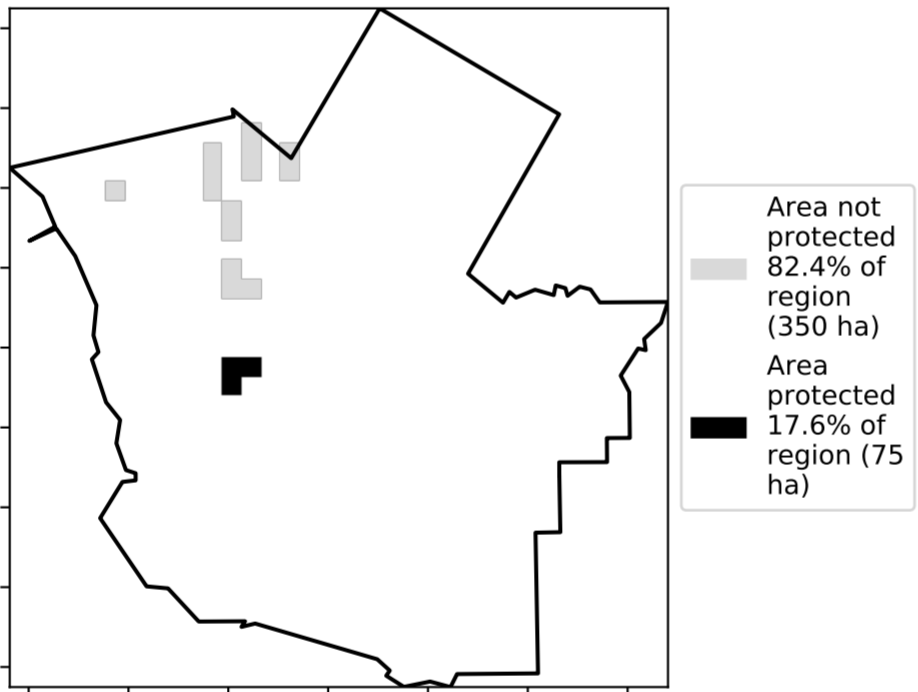 Area not
protected
82.4% of
region
(350 ha)
Area
protected
17.6% of
region (75
ha)